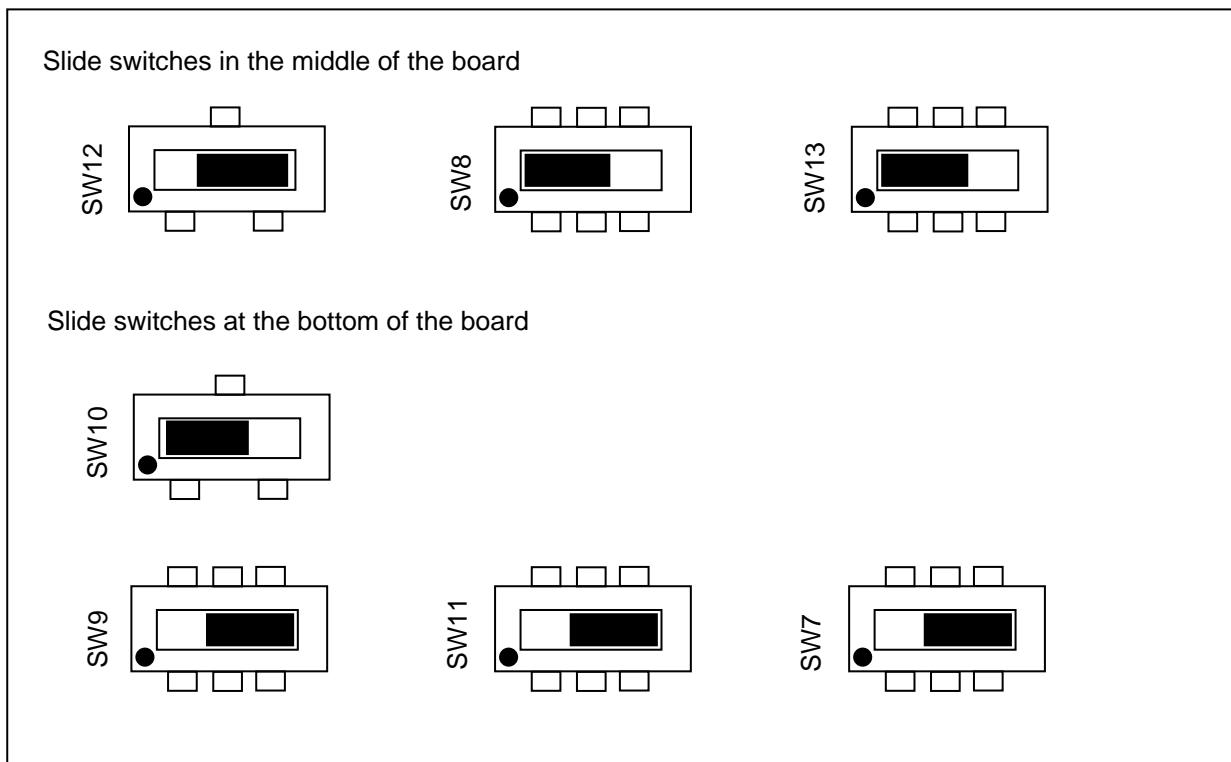 Slide switches in the middle of the board
SW12
SW8
SW13
Slide switches at the bottom of the board
SW10
SW9
SW11
SW7